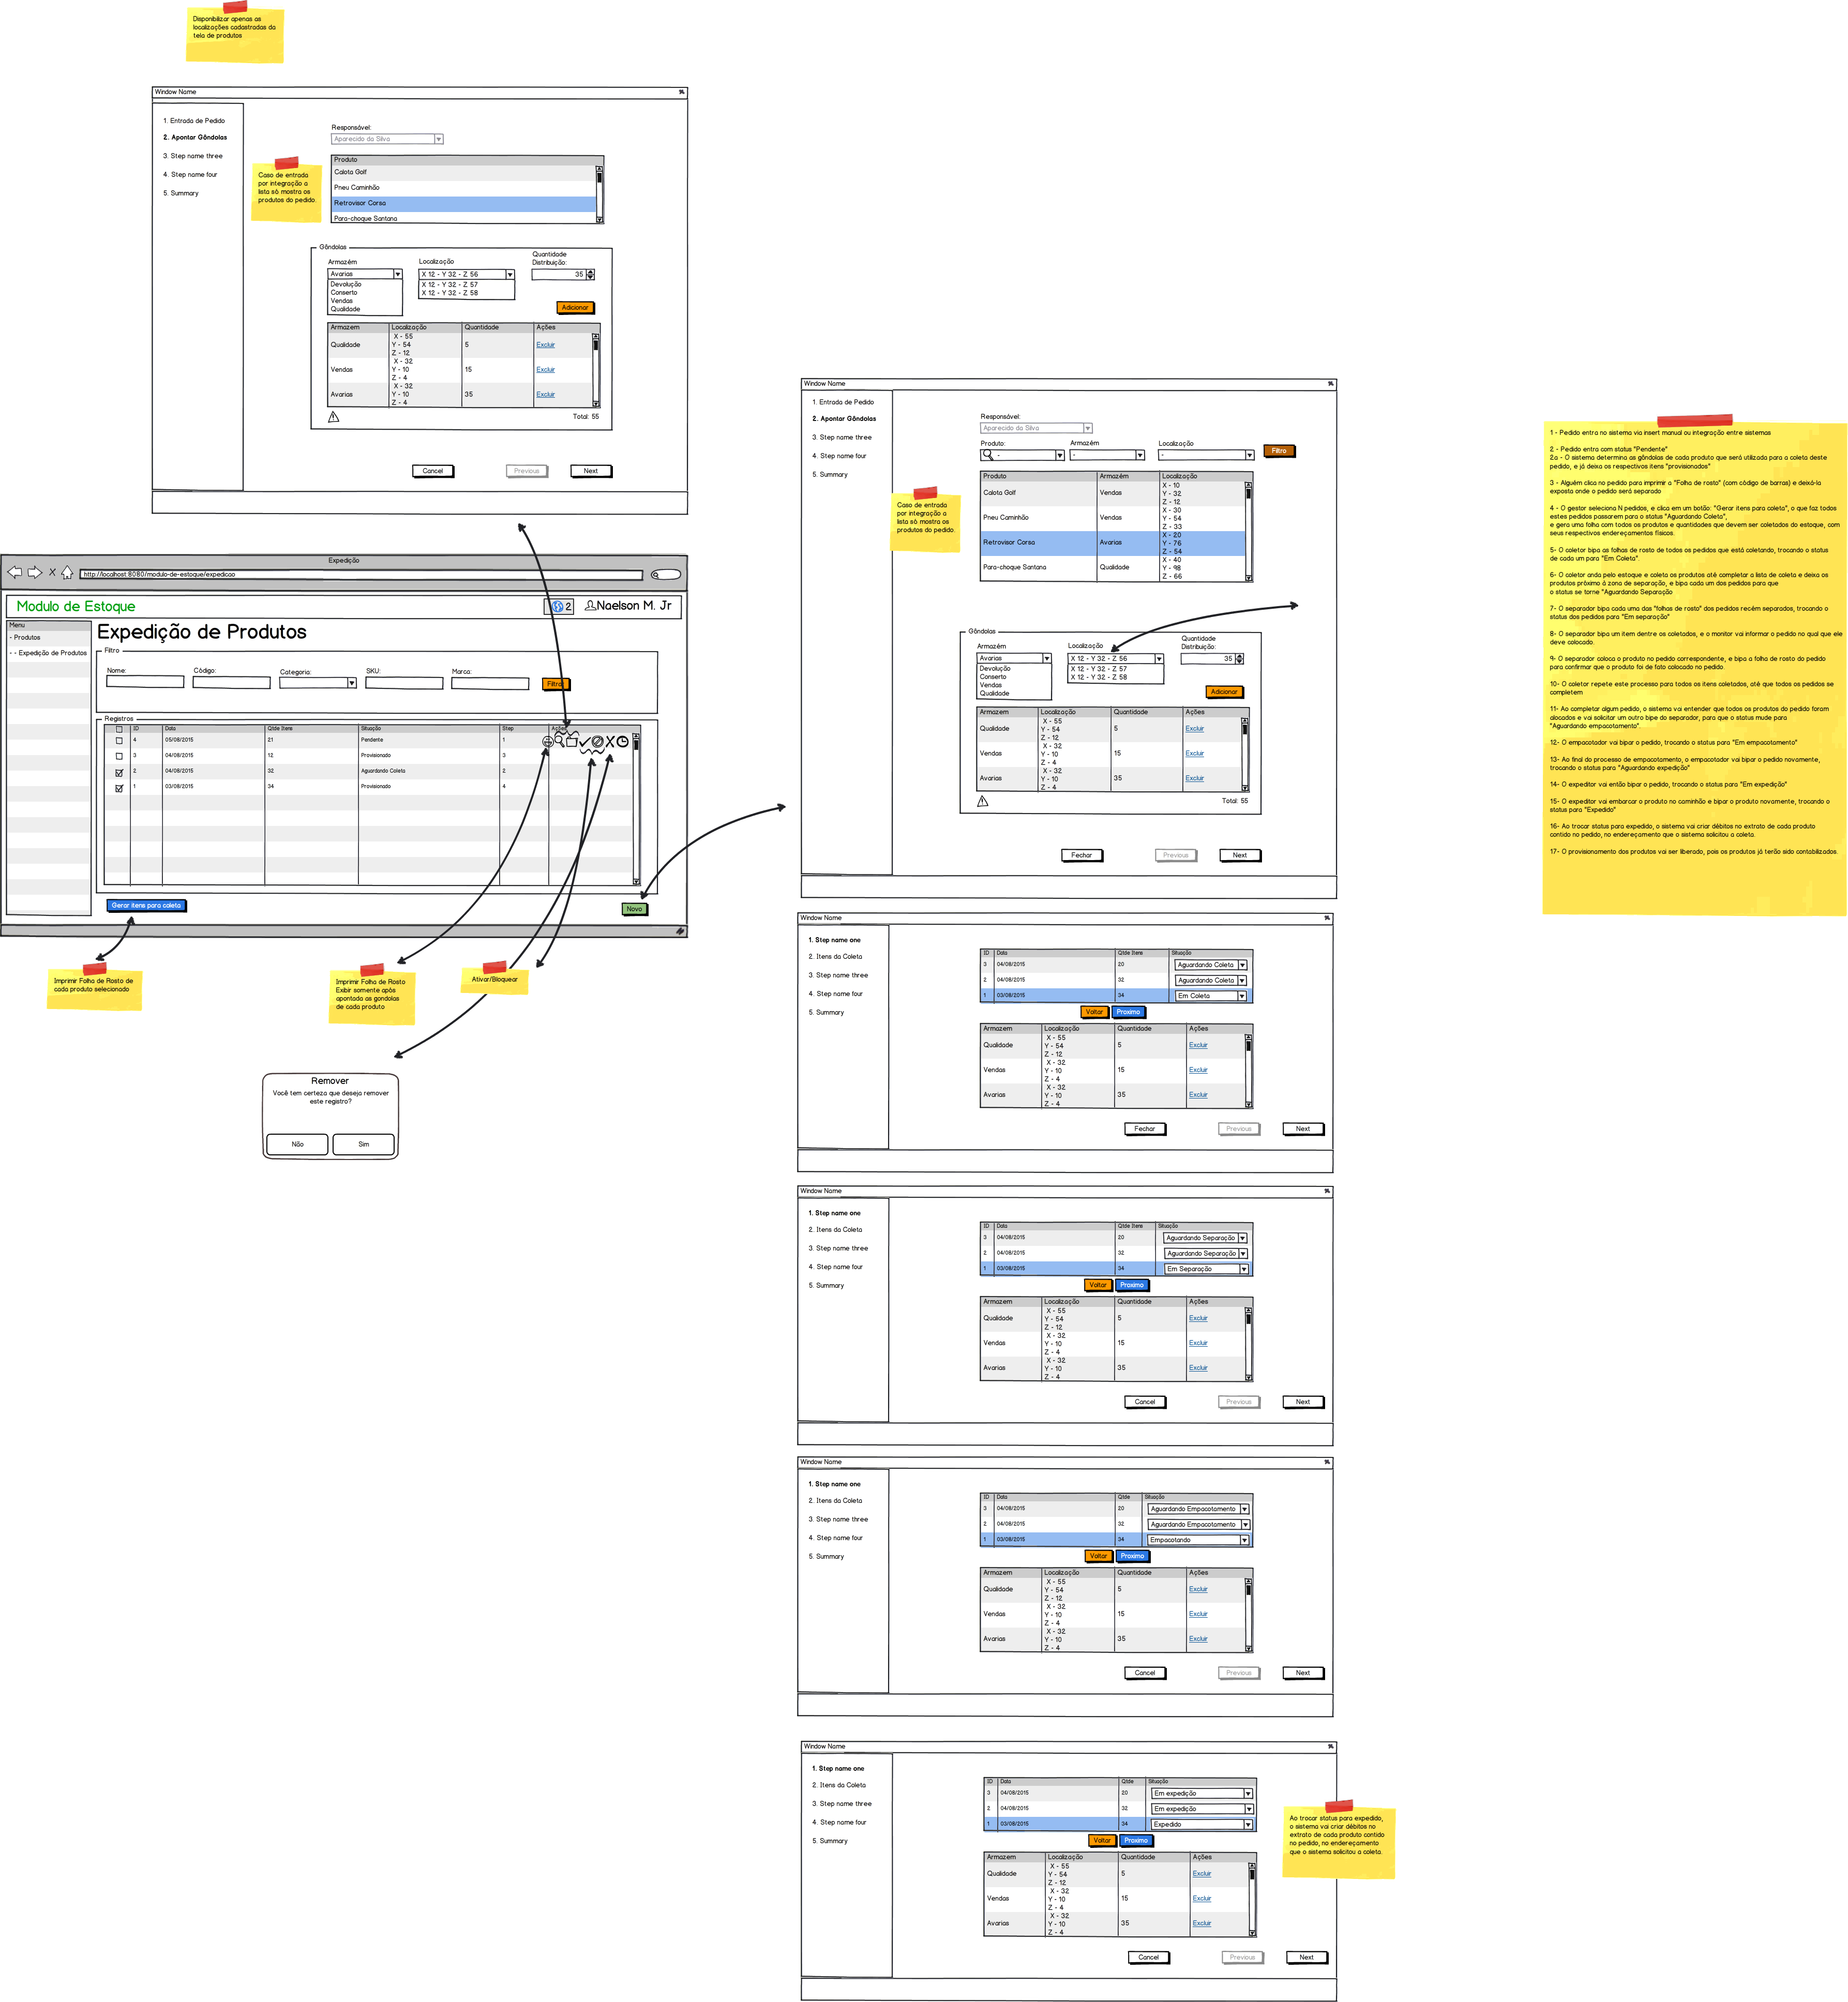 Disponibilizar apenas as
localizações cadastradas da
tela de produtos
Window Name
1. Entrada de Pedido
2. Apontar Gôndolas
3. Step name three
4. Step name four
5. Summary
Caso de entrada
por integração a
lista só mostra os
produtos do pedido.
Responsável:
Aparecido da Silva
Produto
Calota Golf
Pneu Caminhão
Retrovisor Corsa
Para-choque Santana
Gôndolas
Armazém Localização Quantidade
Distribuição:
Avarias X 12 - Y 32 - Z 56 35
Devolução X 12 - Y 32 - Z 57
Conserto X 12 - Y 32 - Z 58
Vendas
Qualidade
Adicionar
Armazem Localização Quantidade Ações
X - 55
Qualidade Y - 54 5 Excluir
Z - 12
X - 32
Vendas Y - 10 15 Excluir
Z - 4
X - 32
Avarias Y - 10 35 Excluir
Z - 4
Total: 55
Cancel Previous Next
Expedição
http://localhost:8080/modulo-de-estoque/expedicao
Modulo de Estoque
2 Naelson M. Jr
Menu
- Produtos
- - Expedição de Produtos
Expedição de Produtos
Filtro
Nome: Código: Categoria: SKU: Marca:
Filtrar
Registros
ID Data Qtde Itens Situação Step Ações
4 05/08/2015 21 Pendente 1
3 04/08/2015 12 Provisionado 3
2 04/08/2015 32 Aguardando Coleta 2
1 03/08/2015 34 Provisionado 4
Gerar itens para coleta
Novo
Imprimir Folha de Rosto de
cada produto selecionado
Imprimir Folha de Rosto
Exibir somente após
apontada as gondolas
de cada produto
Ativar/Bloquear
Remover
Você tem certeza que deseja remover
este registro?
Não Sim
Window Name
1. Entrada de Pedido
2. Apontar Gôndolas
3. Step name three
4. Step name four
5. Summary
Caso de entrada
por integração a
lista só mostra os
produtos do pedido.
Responsável:
Aparecido da Silva
Produto: Armazém Localização
- - -
Filtro
Produto Armazém Localização
X - 10
Calota Golf Vendas Y - 32
Z - 12
X - 30
Pneu Caminhão Vendas Y - 54
Z - 33
X - 20
Retrovisor Corsa Avarias Y - 76
Z - 54
X - 40
Para-choque Santana Qualidade Y - 98
Z - 66
Gôndolas
Armazém Localização Quantidade
Distribuição:
Avarias X 12 - Y 32 - Z 56 35
Devolução X 12 - Y 32 - Z 57
Conserto X 12 - Y 32 - Z 58
Vendas
Qualidade
Adicionar
Armazem Localização Quantidade Ações
X - 55
Qualidade Y - 54 5 Excluir
Z - 12
X - 32
Vendas Y - 10 15 Excluir
Z - 4
X - 32
Avarias Y - 10 35 Excluir
Z - 4
Total: 55
Fechar Previous Next
Window Name
1. Step name one
2. Itens da Coleta
3. Step name three
4. Step name four
5. Summary
ID Data Qtde Itens Situação
3 04/08/2015 20 Aguardando Coleta
2 04/08/2015 32 Aguardando Coleta
1 03/08/2015 34 Em Coleta
Voltar Proximo
Armazem Localização Quantidade Ações
X - 55
Qualidade Y - 54 5 Excluir
Z - 12
X - 32
Vendas Y - 10 15 Excluir
Z - 4
X - 32
Avarias Y - 10 35 Excluir
Z - 4
Fechar Previous Next
Window Name
1. Step name one
2. Itens da Coleta
3. Step name three
4. Step name four
5. Summary
ID Data Qtde Itens Situação
3 04/08/2015 20 Aguardando Separação
2 04/08/2015 32 Aguardando Separação
1 03/08/2015 34 Em Separação
Voltar Proximo
Armazem Localização Quantidade Ações
X - 55
Qualidade Y - 54 5 Excluir
Z - 12
X - 32
Vendas Y - 10 15 Excluir
Z - 4
X - 32
Avarias Y - 10 35 Excluir
Z - 4
Cancel Previous Next
Window Name
1. Step name one
2. Itens da Coleta
3. Step name three
4. Step name four
5. Summary
ID Data Qtde Situação
3 04/08/2015 20 Aguardando Empacotamento
2 04/08/2015 32 Aguardando Empacotamento
1 03/08/2015 34 Empacotando
Voltar Proximo
Armazem Localização Quantidade Ações
X - 55
Qualidade Y - 54 5 Excluir
Z - 12
X - 32
Vendas Y - 10 15 Excluir
Z - 4
X - 32
Avarias Y - 10 35 Excluir
Z - 4
Cancel Previous Next
Window Name
1. Step name one
2. Itens da Coleta
3. Step name three
4. Step name four
5. Summary
ID Data Qtde Situação
3 04/08/2015 20 Em expedição
2 04/08/2015 32 Em expedição
1 03/08/2015 34 Expedido
Voltar Proximo
Armazem Localização Quantidade Ações
X - 55
Qualidade Y - 54 5 Excluir
Z - 12
X - 32
Vendas Y - 10 15 Excluir
Z - 4
X - 32
Avarias Y - 10 35 Excluir
Z - 4
Cancel Previous Next
Ao trocar status para expedido,
o sistema vai criar débitos no
extrato de cada produto contido
no pedido, no endereçamento
que o sistema solicitou a coleta.
1 - Pedido entra no sistema via insert manual ou integração entre sistemas
2 - Pedido entra com status "Pendente"
2.a - O sistema determina as gôndolas de cada produto que será utilizada para a coleta deste
pedido, e já deixa os respectivos itens "provisionados"
3 - Alguém clica no pedido para imprimir a "Folha de rosto" (com código de barras) e deixá-la
exposta onde o pedido será separado
4 - O gestor seleciona N pedidos, e clica em um botão: "Gerar itens para coleta", o que faz todos
estes pedidos passarem para o status "Aguardando Coleta",
e gera uma folha com todos os produtos e quantidades que devem ser coletados do estoque, com
seus respectivos endereçamentos físicos.
5- O coletor bipa as folhas de rosto de todos os pedidos que está coletando, trocando o status
de cada um para "Em Coleta".
6- O coletor anda pelo estoque e coleta os produtos até completar a lista de coleta e deixa os
produtos próximo à zona de separação, e bipa cada um dos pedidos para que
o status se torne "Aguardando Separação
7- O separador bipa cada uma das "folhas de rosto" dos pedidos recém separados, trocando o
status dos pedidos para "Em separação"
8- O separador bipa um item dentre os coletados, e o monitor vai informar o pedido no qual ele
deve colocado.
9- O separador coloca o produto no pedido correspondente, e bipa a folha de rosto do pedido
para confirmar que o produto foi de fato colocado no pedido.
10- O coletor repete este processo para todos os itens coletados, até que todos os pedidos se
completem
11- Ao completar algum pedido, o sistema vai entender que todos os produtos do pedido foram
alocados e vai solicitar um outro bipe do separador, para que o status mude para
"Aguardando empacotamento".
12- O empacotador vai bipar o pedido, trocando o status para "Em empacotamento"
13- Ao final do processo de empacotamento, o empacotador vai bipar o pedido novamente,
trocando o status para "Aguardando expedição"
14- O expeditor vai então bipar o pedido, trocando o status para "Em expedição"
15- O expeditor vai embarcar o produto no caminhão e bipar o produto novamente, trocando o
status para "Expedido"
16- Ao trocar status para expedido, o sistema vai criar débitos no extrato de cada produto
contido no pedido, no endereçamento que o sistema solicitou a coleta.
17- O provisionamento dos produtos vai ser liberado, pois os produtos já terão sido contabilizados.